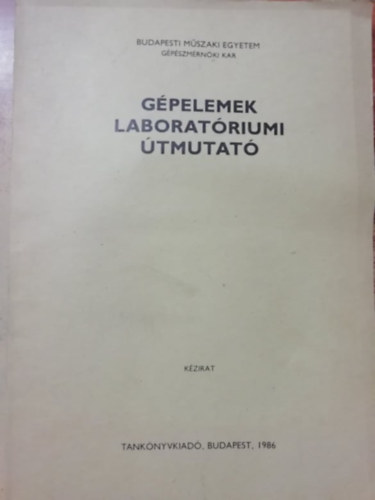 BUDAPESTI MŰSZAKI EGYETEM
GÉPÉSZMÉRNÖKI KAR
GÉPELEMEK
LABORATÓRIUMI
ÚTMUTATÓ
KÉZIRAT
TANKÖNYVKIADÓ, BUDAPEST, 1986